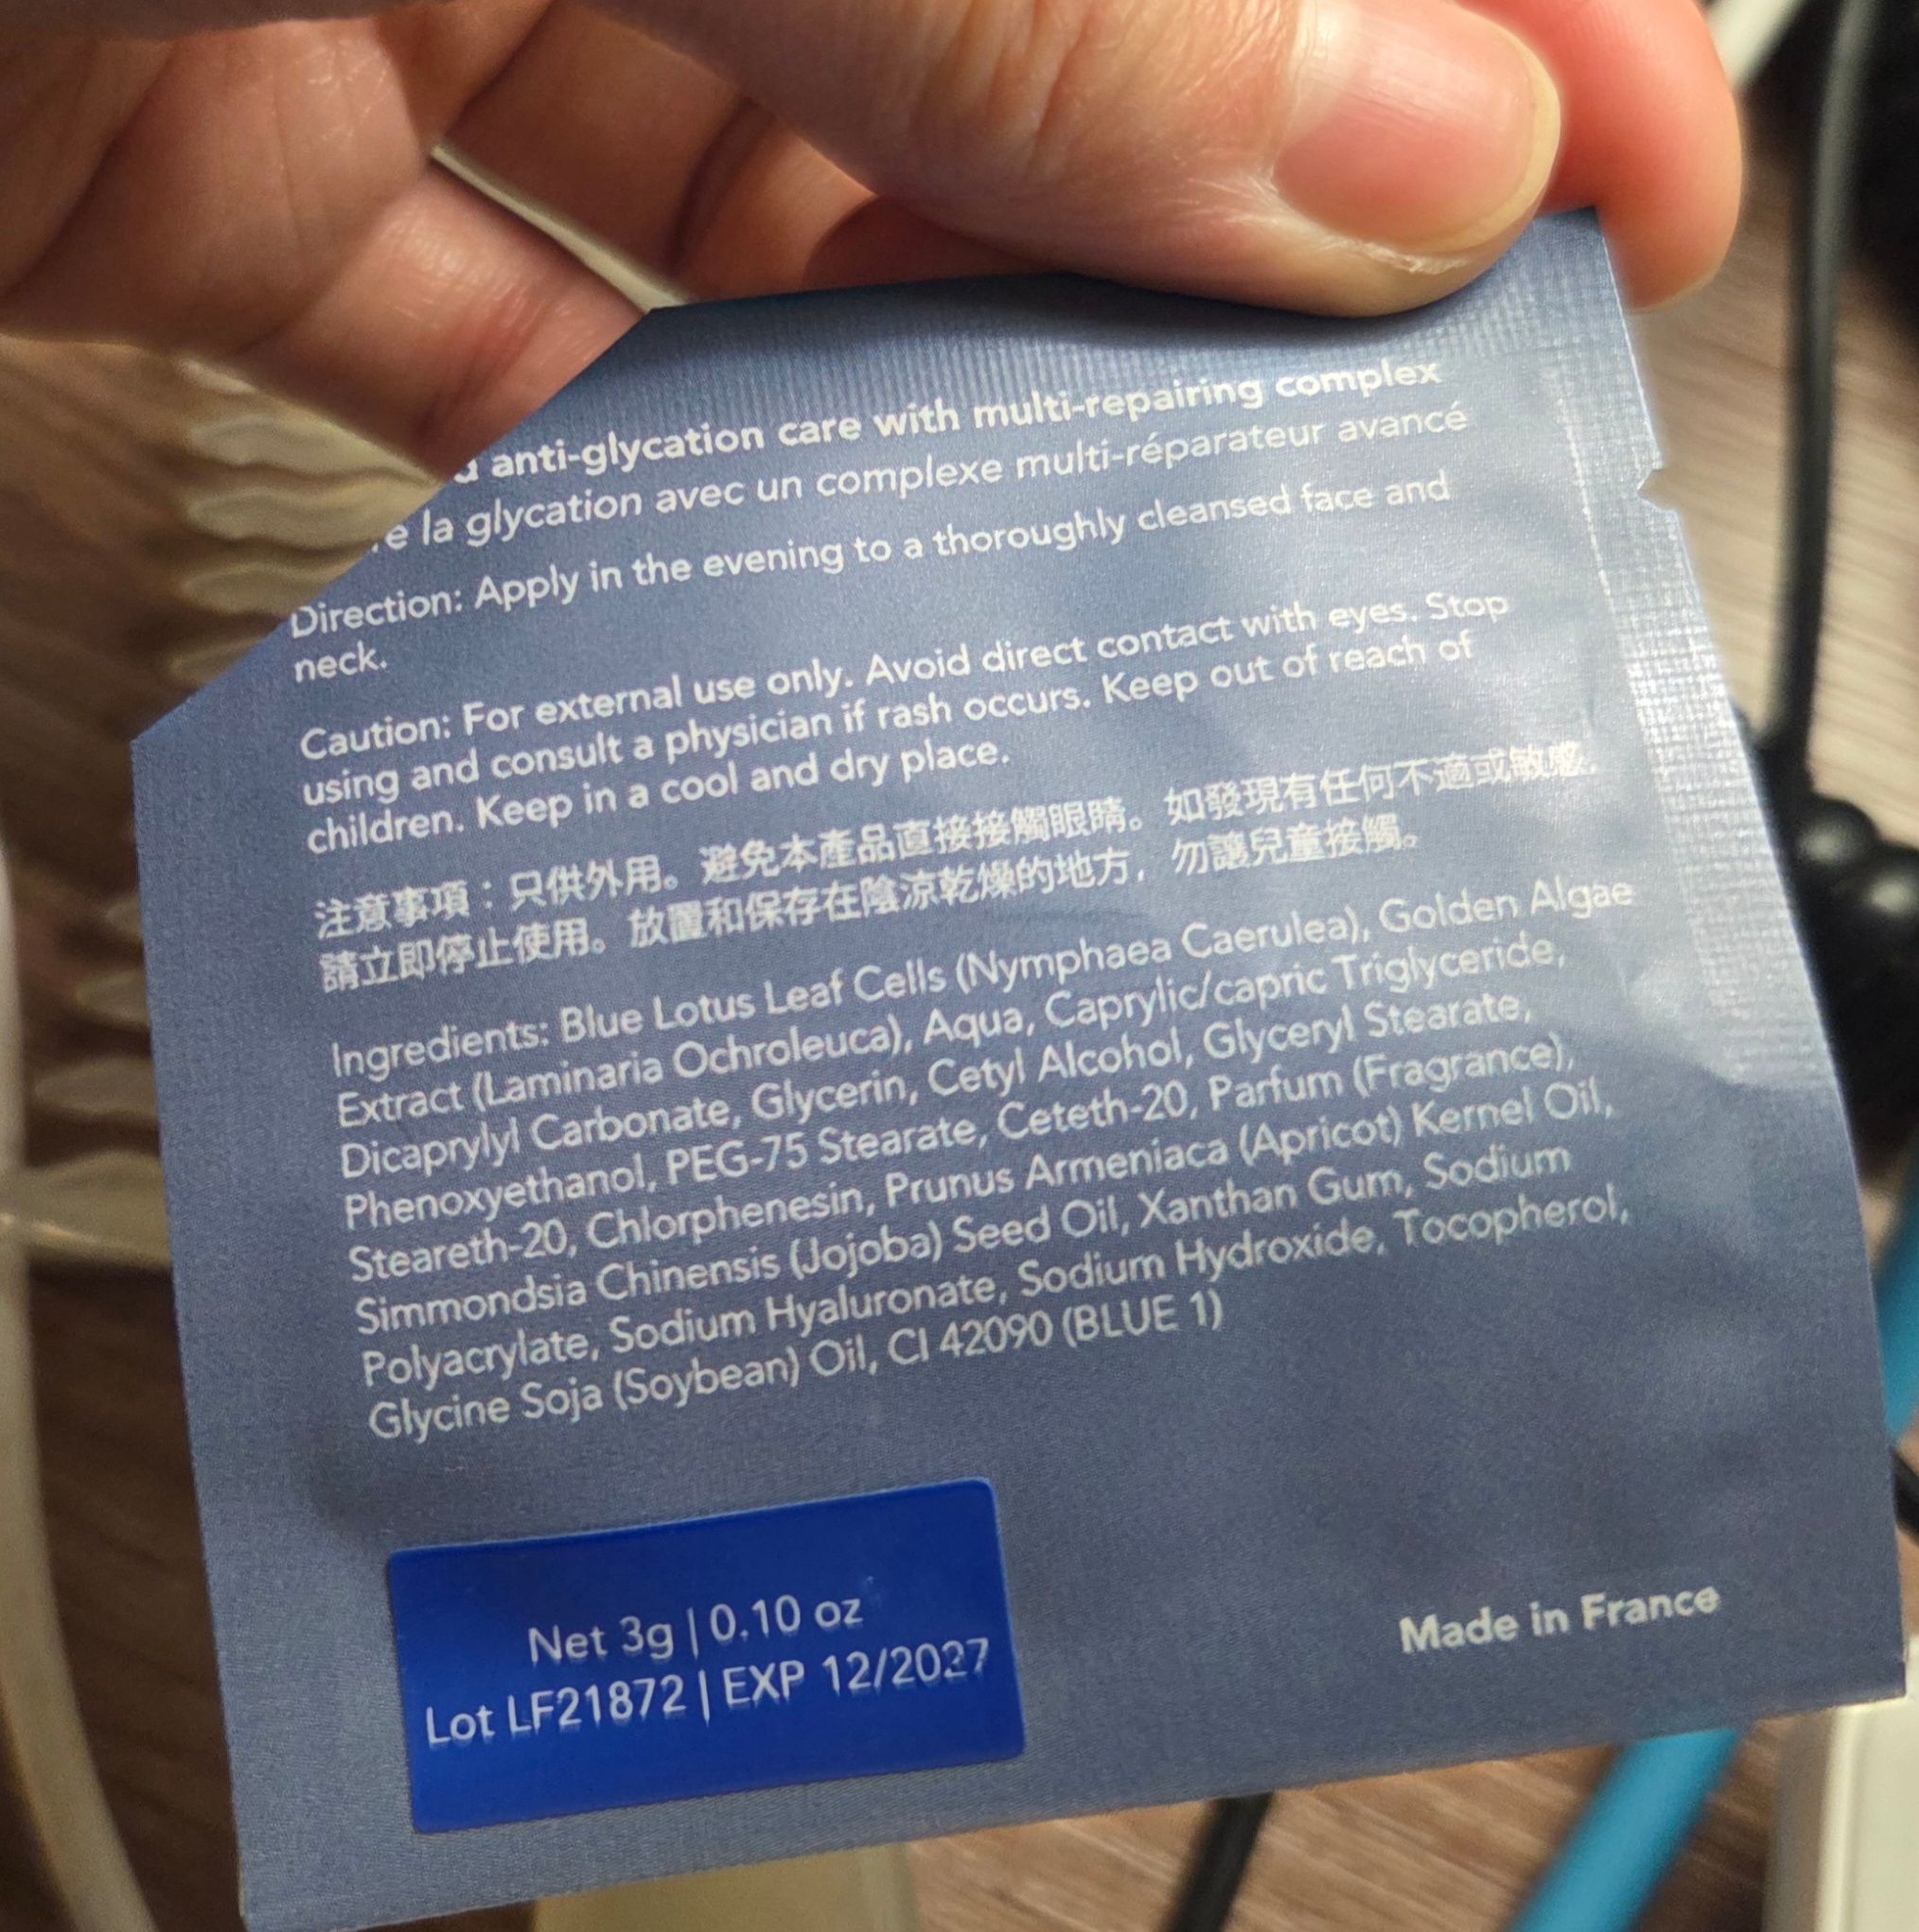 anti-glycation care with multi-repairing complex
la glycation avec un complexe multi-réparateur avancé
Direction: Apply in the evening to a thoroughly cleansed face and
neck.
Caution: For external use only. Avoid direct contact with eyes. Stop
using and consult a physician if rash occurs. Keep out of reach of
children. Keep in a cool and dry place.
注意事項：只供外用。避免本產品直接接觸眼睛。如發現有任何不適或敏感，
請立即停止使用。放置和保存在陰涼乾燥的地方，勿讓兒童接觸。
Ingredients: Blue Lotus Leaf Cells (Nymphaea Caerulea), Golden Algae
Extract (Laminaria Ochroleuca), Aqua, Caprylic/capric Triglyceride,
Dicaprylyl Carbonate, Glycerin, Cetyl Alcohol, Glyceryl Stearate,
Phenoxyethanol, PEG-75 Stearate, Ceteth-20, Parfum (Fragrance),
Steareth-20, Chlorphenesin, Prunus Armeniaca (Apricot) Kernel Oil,
Simmondsia Chinensis (Jojoba) Seed Oil, Xanthan Gum, Sodium
Polyacrylate, Sodium Hyaluronate, Sodium Hydroxide, Tocopherol,
Glycine Soja (Soybean) Oil, CI 42090 (BLUE 1)
Net 3g | 0.10 oz
Lot LF21872 | EXP 12/2027
Made in France